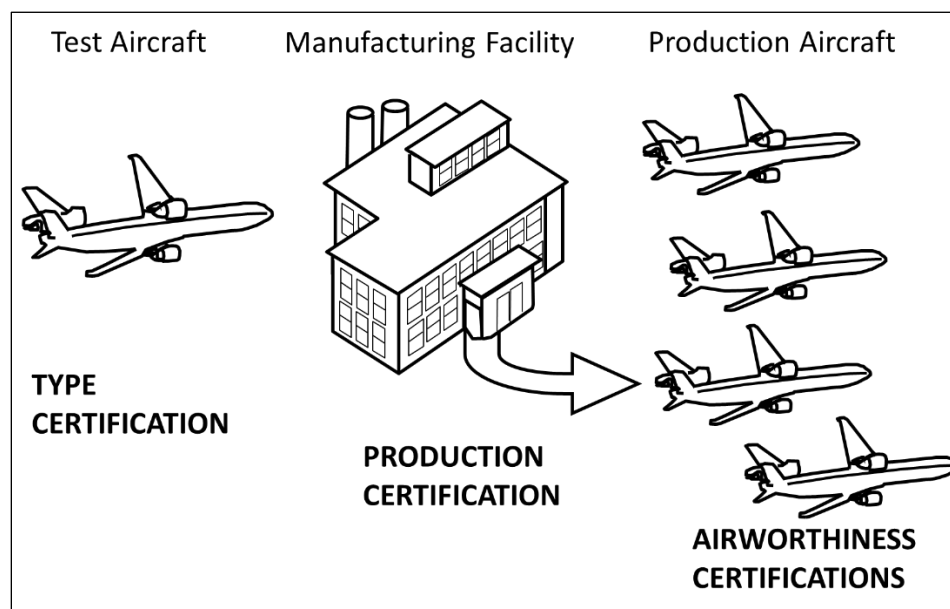 Test Aircraft
Manufacturing Facility
Production Aircraft
TYPE
CERTIFICATION
PRODUCTION
CERTIFICATION
AIRWORTHINESS
CERTIFICATIONS